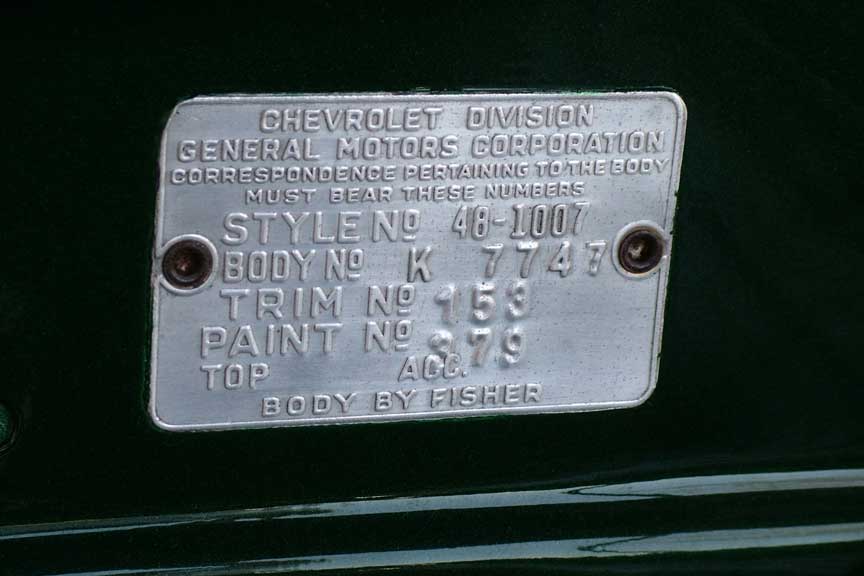 CHEVROLET DIVISION
GENERAL MOTORS CORPORATION
CORRESPONDENCE PERTAINING TO THE BODY
MUST BEAR THESE NUMBERS
STYLE Nº 48-1007
BODY Nº K 7747
TRIM Nº 153
PAINT Nº
TOP ACC.
BODY BY FISHER